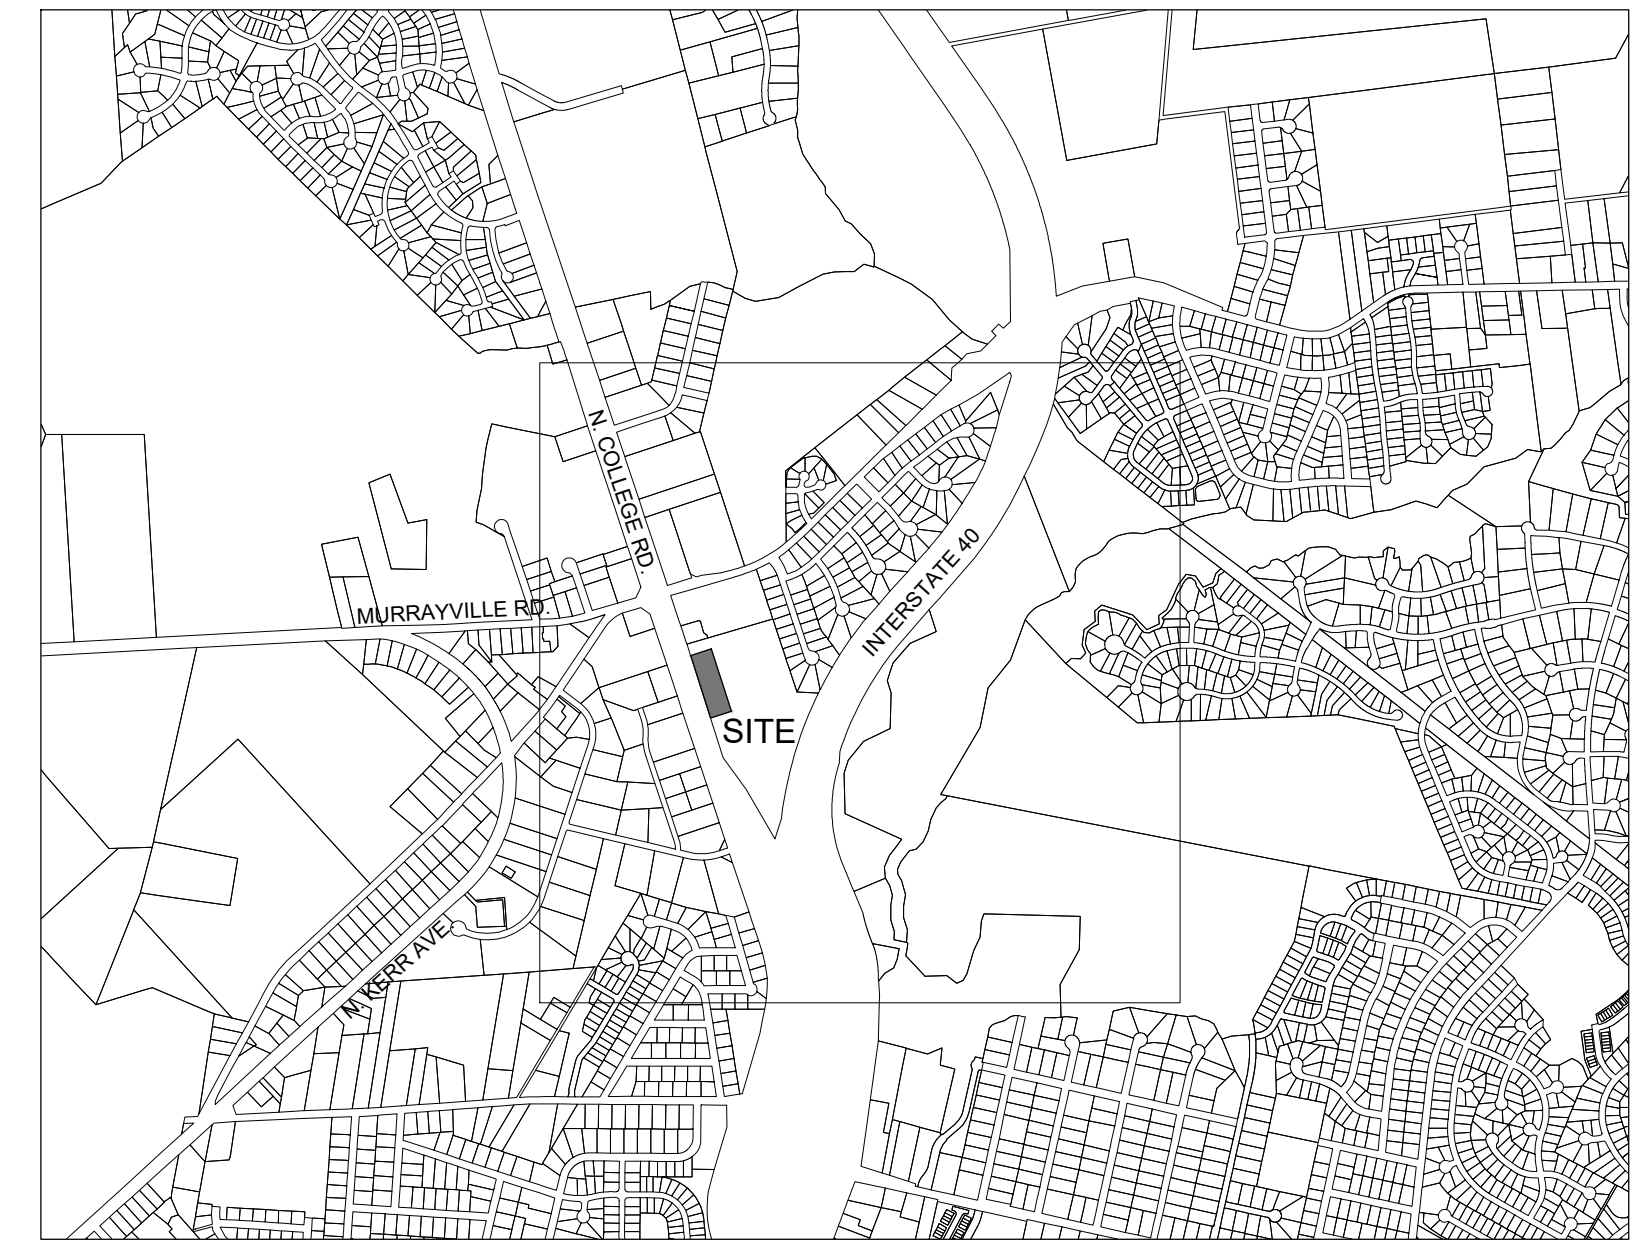 N. COLLEGE RD.
INTERSTATE 40
MURRAYVILLE RD.
SITE
N. KERR AVE.